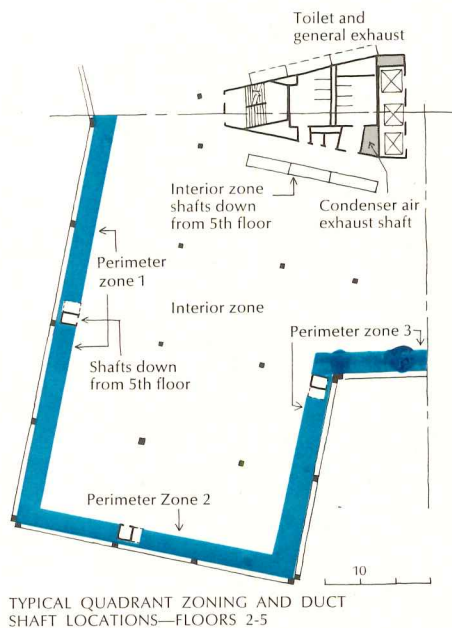 Toilet and
general exhaust
Interior zone
shafts down
from 5th floor
Condenser air
exhaust shaft
Perimeter
zone 1
Interior zone
Perimeter zone 3
Shafts down
from 5th floor
Perimeter Zone 2
10
TYPICAL QUADRANT ZONING AND DUCT
SHAFT LOCATIONS—FLOORS 2-5